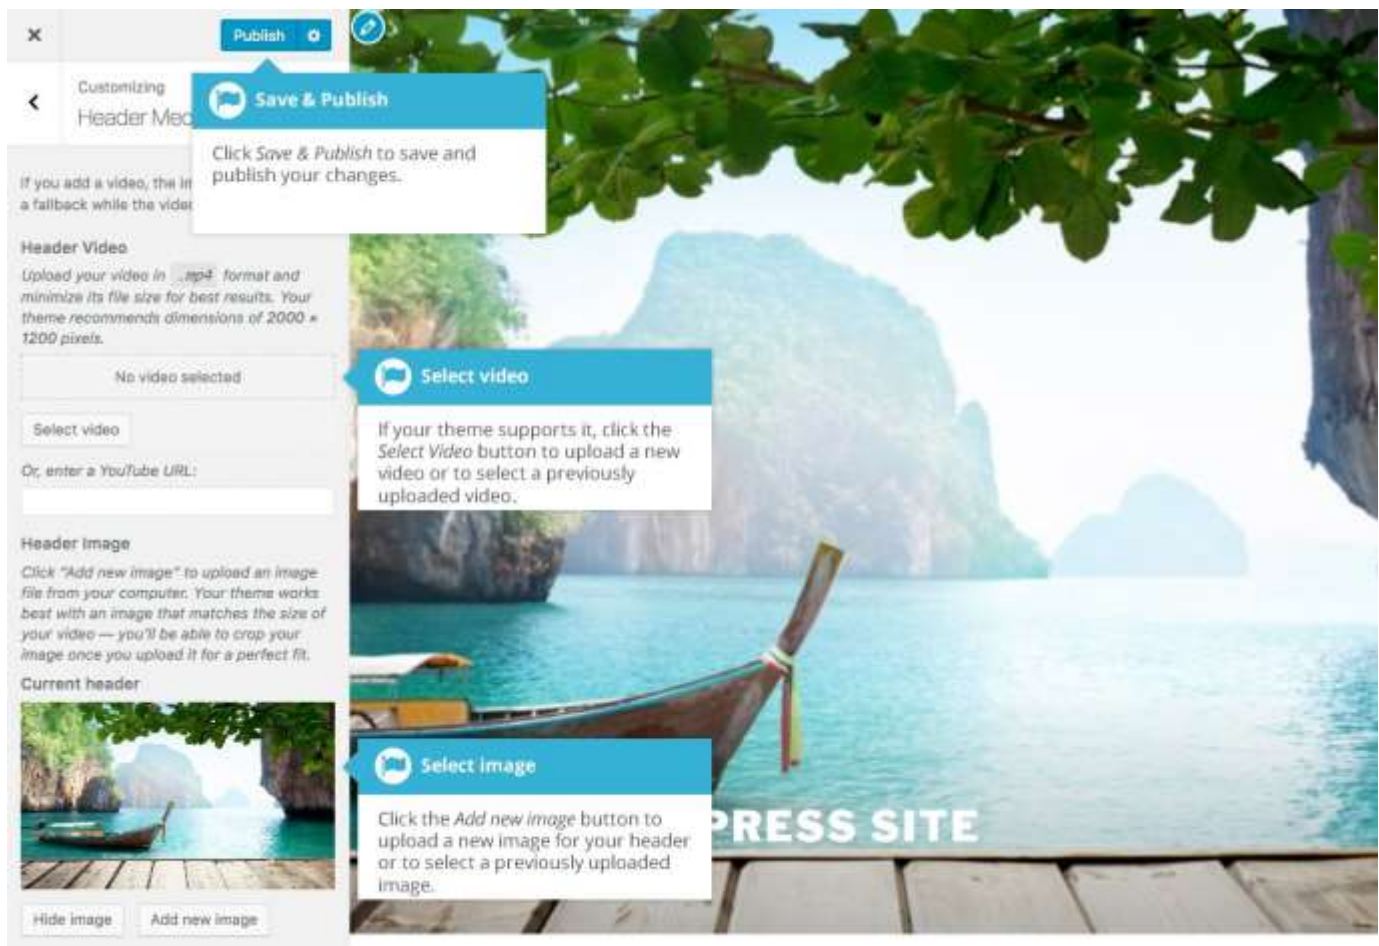 Publish
Customizing
Header Med
Save & Publish
Click Save & Publish to save and
publish your changes.
If you add a video, the im
a fallback while the video
Header Video
Upload your video in .mp4 format and
minimize its file size for best results. Your
theme recommends dimensions of 2000 ×
1200 pixels.
No video selected
Select video
Or, enter a YouTube URL:
Select video
If your theme supports it, click the
Select Video button to upload a new
video or to select a previously
uploaded video.
Header Image
Click "Add new image" to upload an image
file from your computer. Your theme works
best with an image that matches the size of
your video — you'll be able to crop your
image once you upload it for a perfect fit.
Current header
Select image
Click the Add new image button to
upload a new image for your header
or to select a previously uploaded
image.
PRESS SITE
Hide image
Add new image